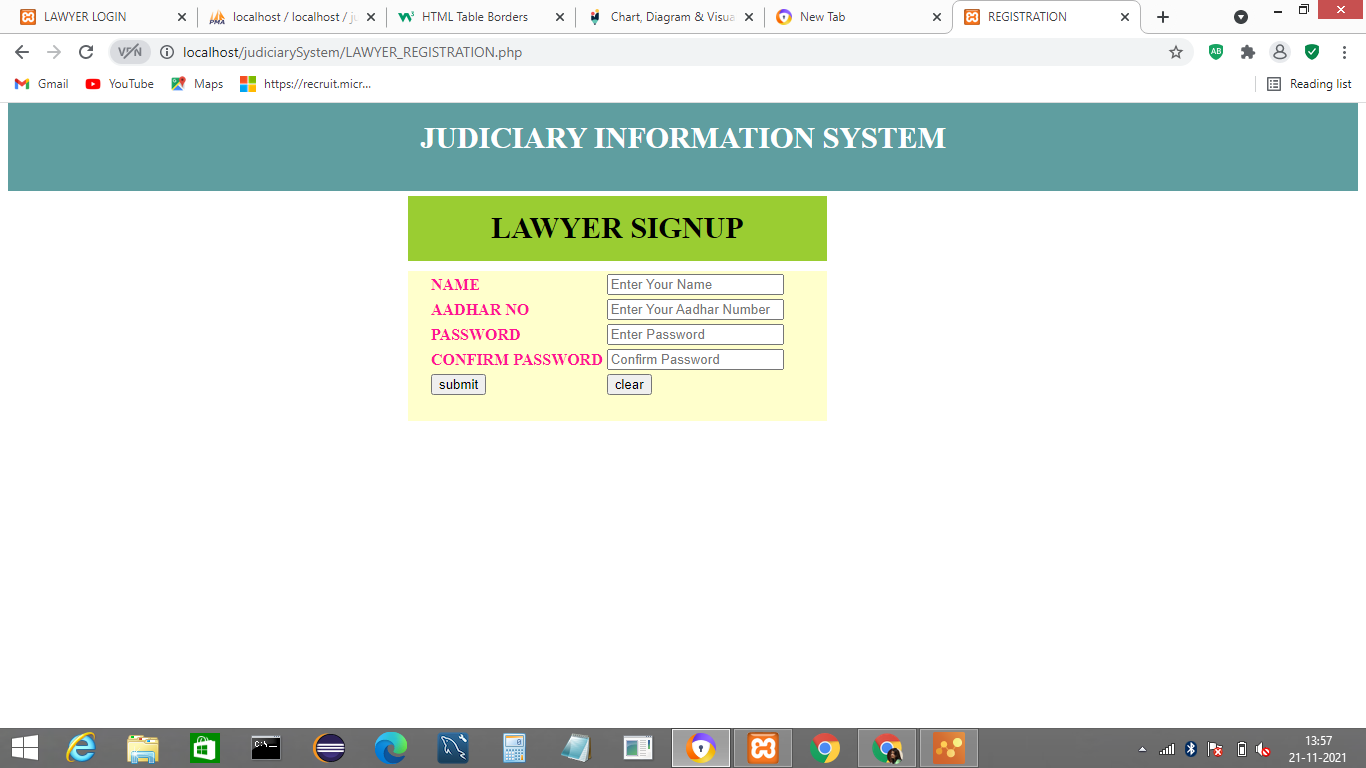 LAWYER LOGIN
localhost / localhost / ju
HTML Table Borders
Chart, Diagram & Visua
New Tab
REGISTRATION
VPN
localhost/judiciarySystem/LAWYER_REGISTRATION.php
AB
Gmail
YouTube
Maps
https://recruit.micr...
Reading list
JUDICIARY INFORMATION SYSTEM
LAWYER SIGNUP
NAME Enter Your Name
AADHAR NO Enter Your Aadhar Number
PASSWORD Enter Password
CONFIRM PASSWORD Confirm Password
submit clear
13:57
21-11-2021